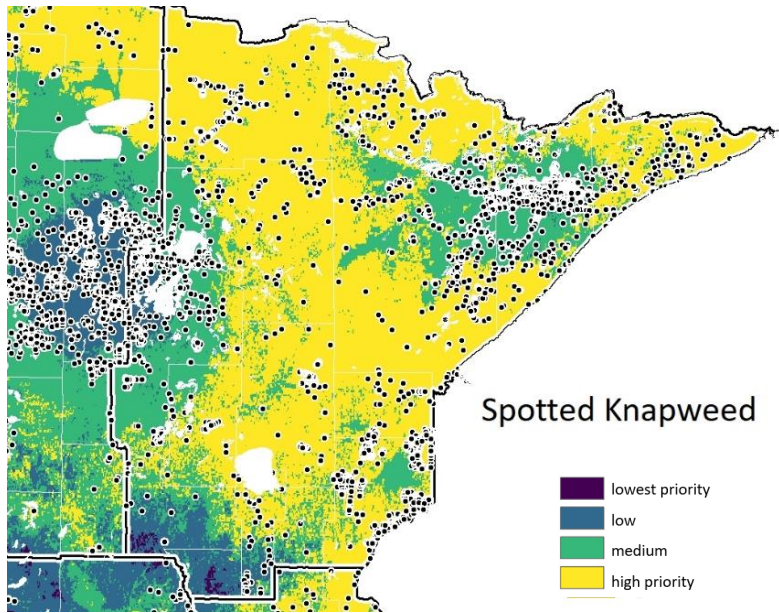 Spotted Knapweed
lowest priority
low
medium
high priority